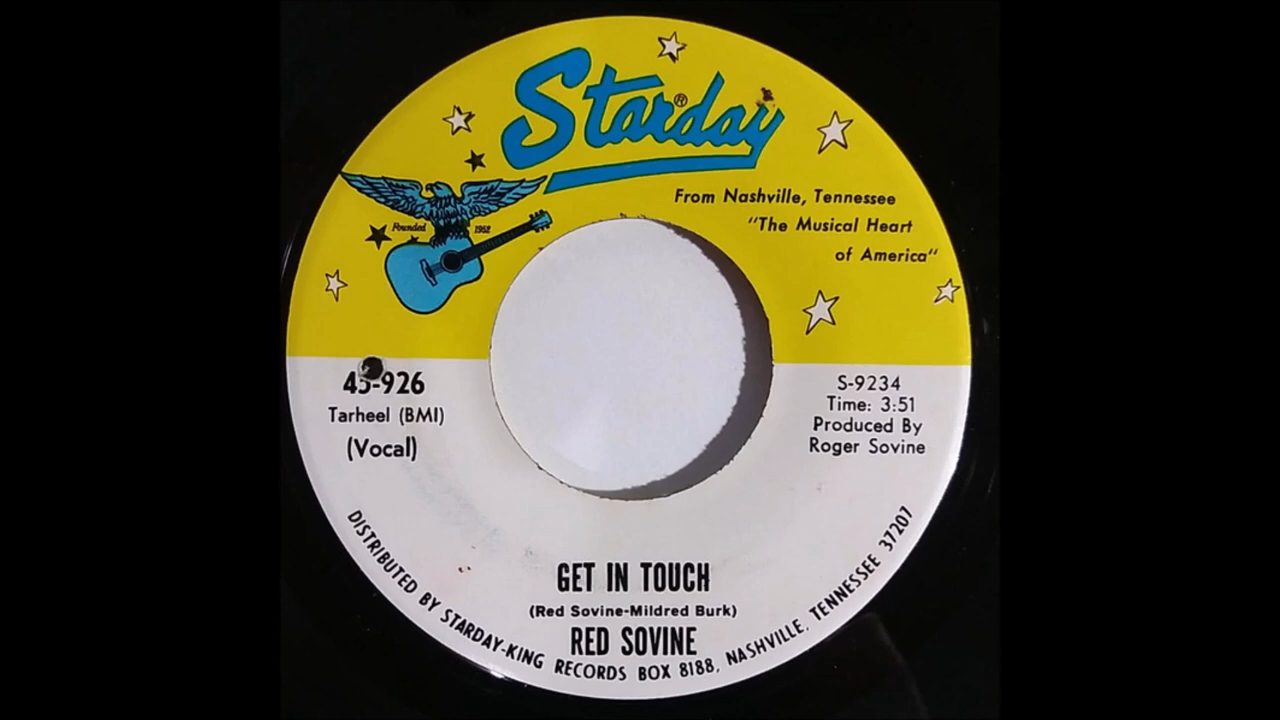 Starday®
From Nashville, Tennessee
"The Musical Heart
of America"
Founded 1952
45-926
Tarheel (BMI)
(Vocal)
S-9234
Time: 3:51
Produced By
Roger Sovine
GET IN TOUCH
(Red Sovine-Mildred Burk)
RED SOVINE
DISTRIBUTED BY STARDAY-KING RECORDS BOX 8188, NASHVILLE, TENNESSEE 37207